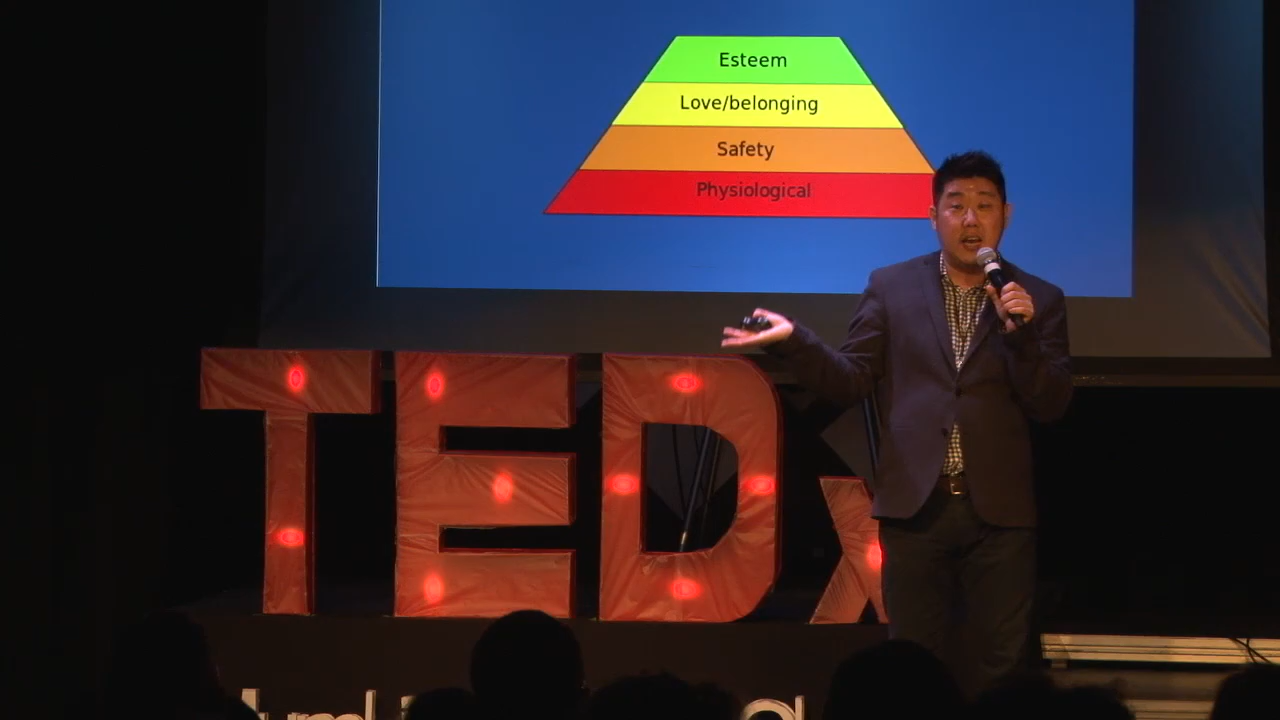 Esteem
Love/belonging
Safety
Physiological
TEDx